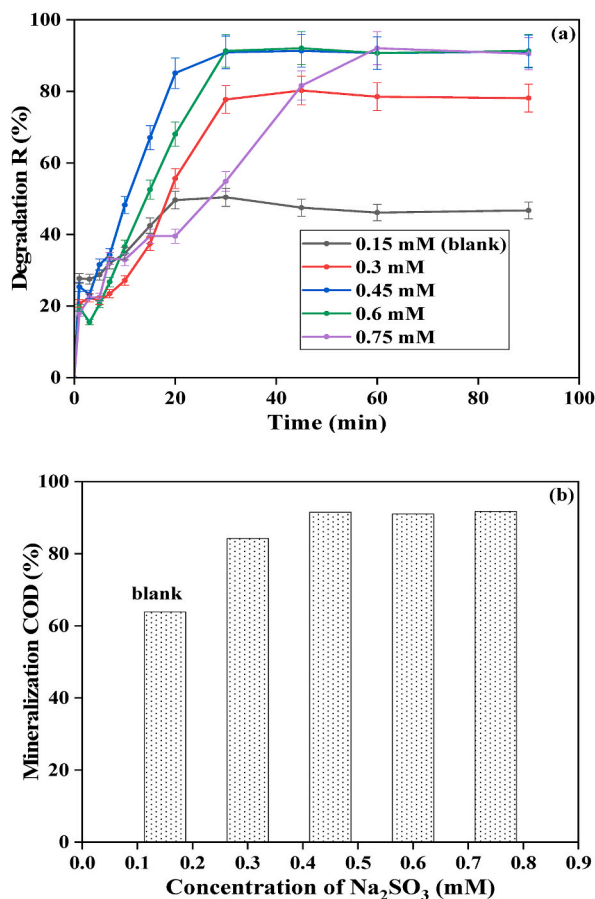 (a)
100
80
60
40
20
0
Degradation R (%)
0.15 mM (blank)
0.3 mM
0.45 mM
0.6 mM
0.75 mM
0 20 40 60 80 100
Time (min)
(b)
100
80
60
40
20
0
Mineralization COD (%)
blank
0.0 0.1 0.2 0.3 0.4 0.5 0.6 0.7 0.8 0.9
Concentration of Na₂SO₃ (mM)